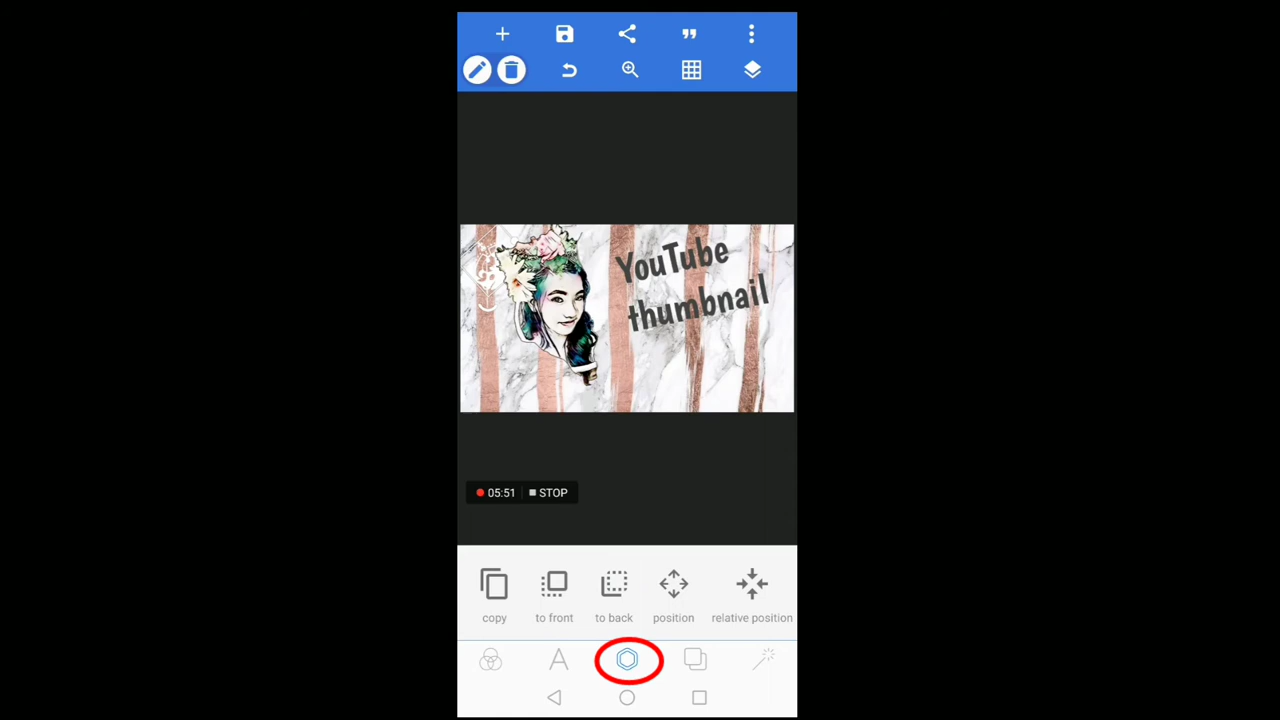 YouTube
thumbnail
05:51 STOP
copy
to front
to back
position
relative position